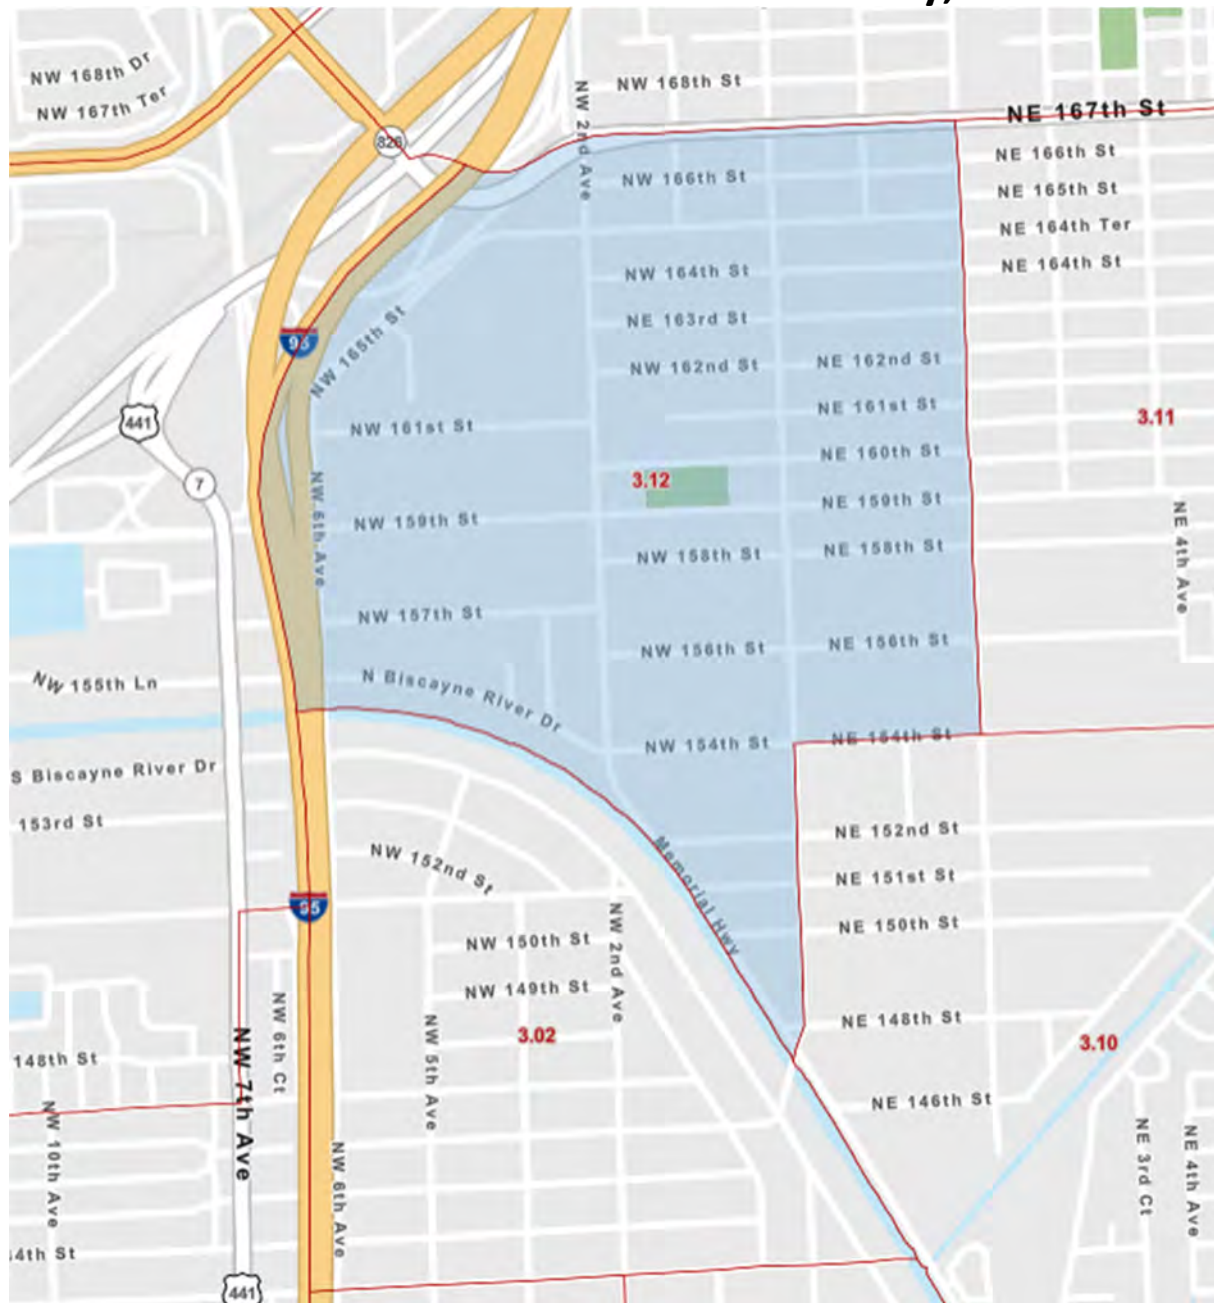 NW 168th Dr
NW 168th St
NW 167th Ter
NE 167th St
826
NW 2nd Ave
NE 166th St
NW 166th St
NE 165th St
NE 164th Ter
NE 164th St
NW 164th St
NE 163rd St
95
NW 165th St
NW 162nd St
NE 162nd St
NE 161st St
3.11
441
NW 161st St
NE 160th St
3.12
7
NE 159th St
NW 159th St
NW 6th Ave
NE 4th Ave
NW 158th St
NE 158th St
NW 157th St
NW 156th St
NE 156th St
NW 155th Ln
N Biscayne River Dr
NW 154th St
NE 154th St
S Biscayne River Dr
153rd St
NE 152nd St
Memorial Hwy
NW 152nd St
NE 151st St
95
NE 150th St
NW 150th St
NW 2nd Ave
NW 149th St
NW 6th Ct
NE 148th St
3.02
3.10
148th St
NW 5th Ave
NW 7th Ave
NE 146th St
NW 10th Ave
NW 6th Ave
NE 3rd Ct
NE 4th Ave
4th St
441